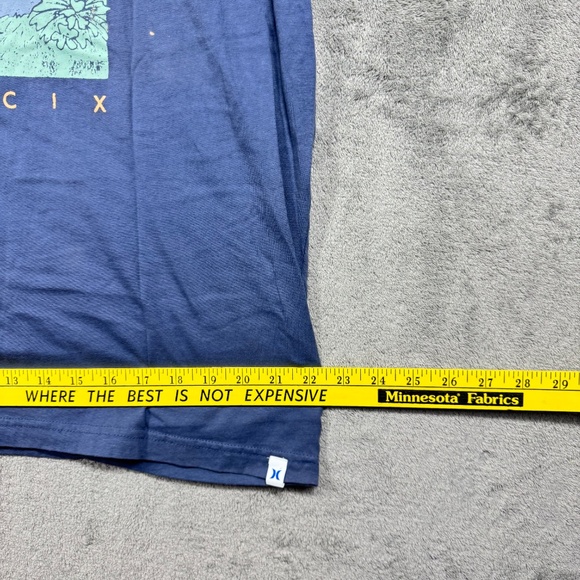 C I X
13 14 15 16 17 18 19 20 21 22 23 24 25 26 27 28 29
WHERE THE BEST IS NOT EXPENSIVE Minnesota Fabrics